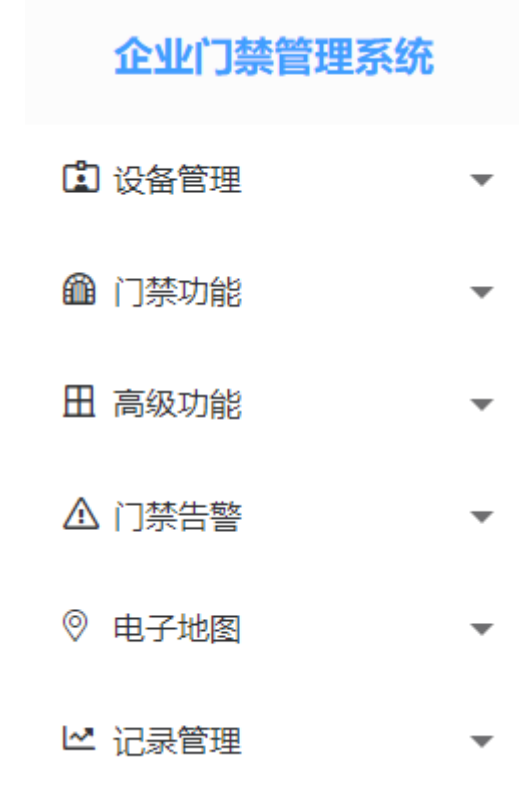 企业门禁管理系统
设备管理
门禁功能
高级功能
门禁告警
电子地图
记录管理